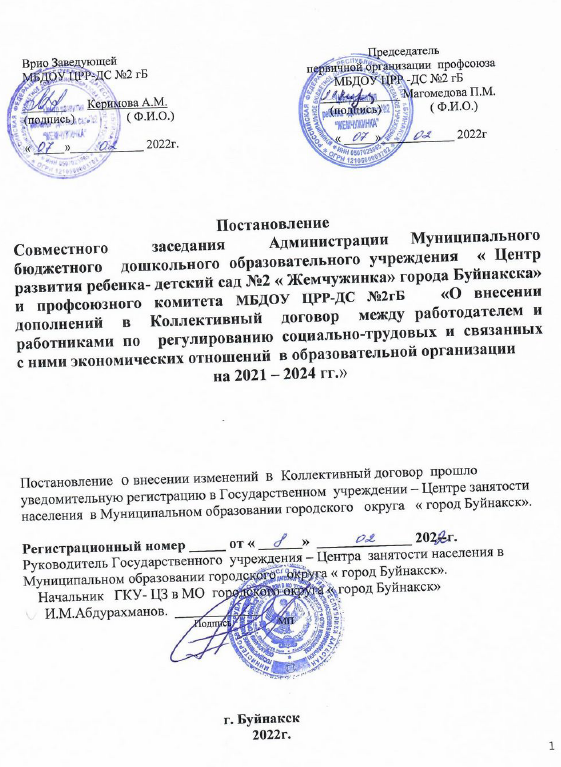 Врио Заведующей
МБДОУ ЦРР-ДС №2 гБ
Керимова А.М.
(подпись) ( Ф.И.О.)
« 07 » 02 2022г.
Председатель
первичной организации профсоюза
МБДОУ ЦРР -ДС №2 гБ
Магомедова П.М.
(подпись) ( Ф.И.О.)
« 07 » 02 2022г
"ЖЕМЧУЖИНКА"
"ЖЕМЧУЖИНКА"
Постановление
Совместного заседания Администрации Муниципального
бюджетного дошкольного образовательного учреждения « Центр
развития ребенка- детский сад №2 « Жемчужинка» города Буйнакска»
и профсоюзного комитета МБДОУ ЦРР-ДС №2гБ «О внесении
дополнений в Коллективный договор между работодателем и
работниками по регулированию социально-трудовых и связанных
с ними экономических отношений в образовательной организации
на 2021 – 2024 гг.»
Постановление о внесении изменений в Коллективный договор прошло
уведомительную регистрацию в Государственном учреждении – Центре занятости
населения в Муниципальном образовании городского округа « город Буйнакск».
Регистрационный номер _____ от « 8 » 02 2022г.
Руководитель Государственного учреждения – Центра занятости населения в
Муниципальном образовании городского округа « город Буйнакск».
Начальник ГКУ- ЦЗ в МО городского округа « город Буйнакск»
И.М.Абдурахманов.
Подпись МП
г. Буйнакск
2022г.
1